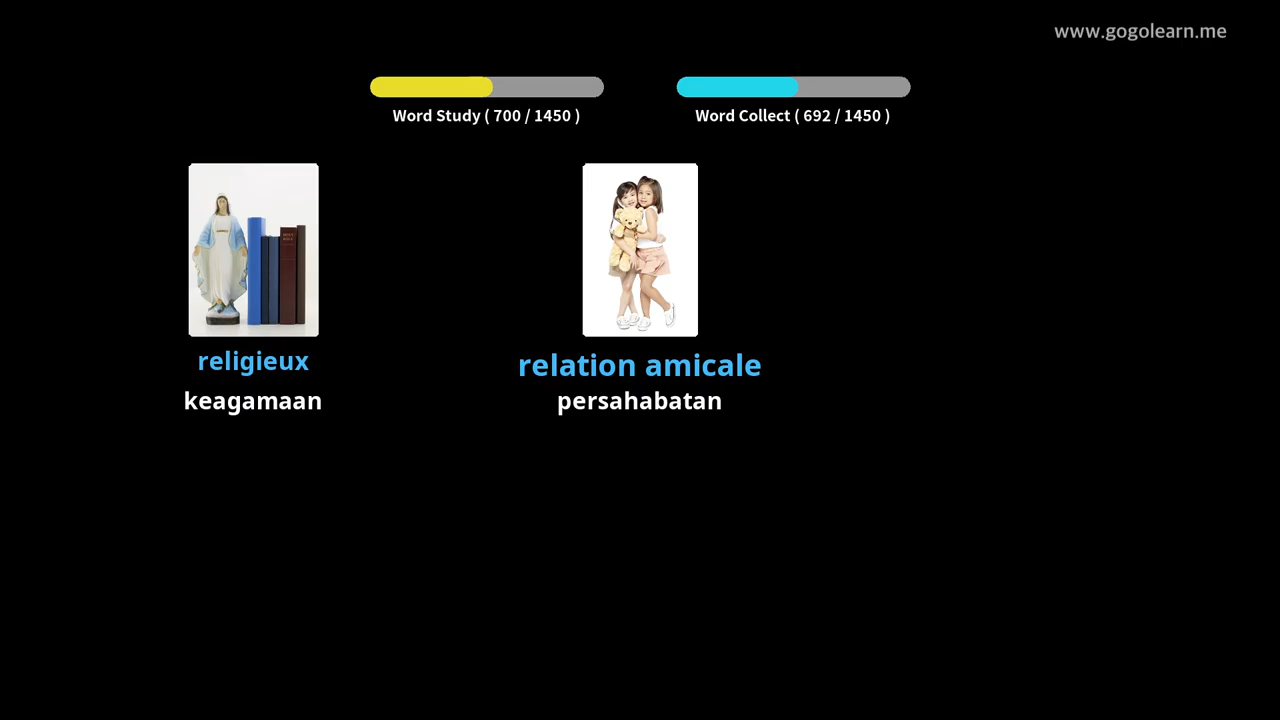 www.gogolearn.me
Word Study ( 700 / 1450 )
Word Collect ( 692 / 1450 )
religieux
keagamaan
relation amicale
persahabatan